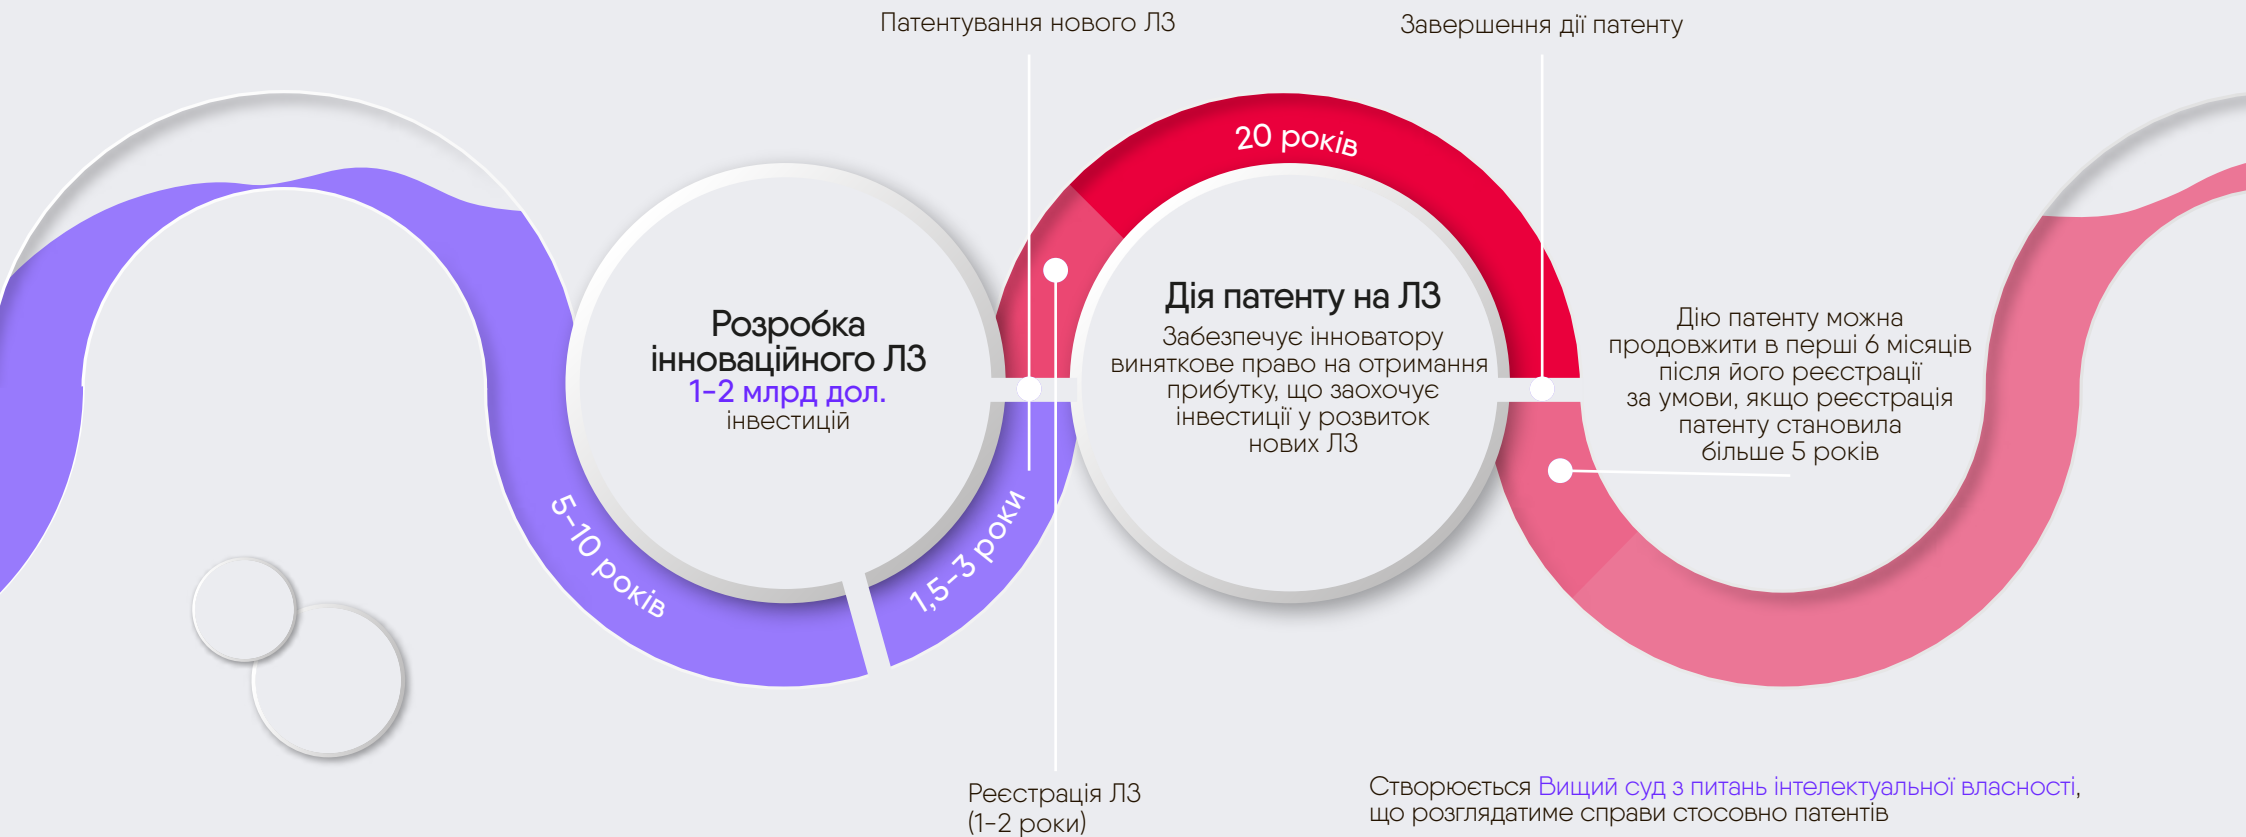 Патентування нового ЛЗ
Завершення дії патенту
20 років
Розробка
інноваційного ЛЗ
1-2 млрд дол.
інвестицій
5-10 років
1,5-3 роки
Дія патенту на ЛЗ
Забезпечує інноватору
виняткове право на отримання
прибутку, що заохочує
інвестиції у розвиток
нових ЛЗ
Дію патенту можна
продовжити в перші 6 місяців
після його реєстрації
за умови, якщо реєстрація
патенту становила
більше 5 років
Реєстрація ЛЗ
(1-2 роки)
Створюється Вищий суд з питань інтелектуальної власності,
що розглядатиме справи стосовно патентів